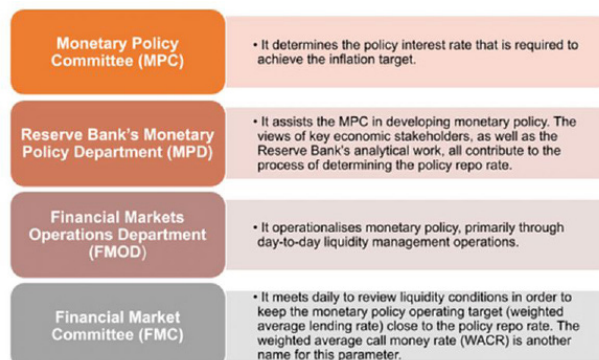 Monetary Policy
Committee (MPC)
• It determines the policy interest rate that is required to
achieve the inflation target.
Reserve Bank's Monetary
Policy Department (MPD)
• It assists the MPC in developing monetary policy. The
views of key economic stakeholders, as well as the
Reserve Bank's analytical work, all contribute to the
process of determining the policy repo rate.
Financial Markets
Operations Department
(FMOD)
• It operationalises monetary policy, primarily through
day-to-day liquidity management operations.
Financial Market
Committee (FMC)
• It meets daily to review liquidity conditions in order to
keep the monetary policy operating target (weighted
average lending rate) close to the policy repo rate. The
weighted average call money rate (WACR) is another
name for this parameter.